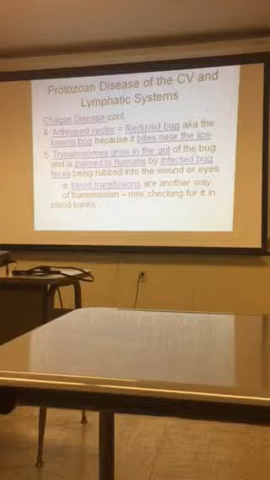 Protozoan Disease of the CV and
Lymphatic Systems
Chagas Disease cont.
4. Arthropod vector = Reduviid bug aka the
kissing bug because it bites near the lips
5. Trypanosomes grow in the gut of the bug
and is passed to humans by infected bug
feces being rubbed into the wound or eyes
a. blood transfusions are another way
of transmission – now checking for it in
blood banks